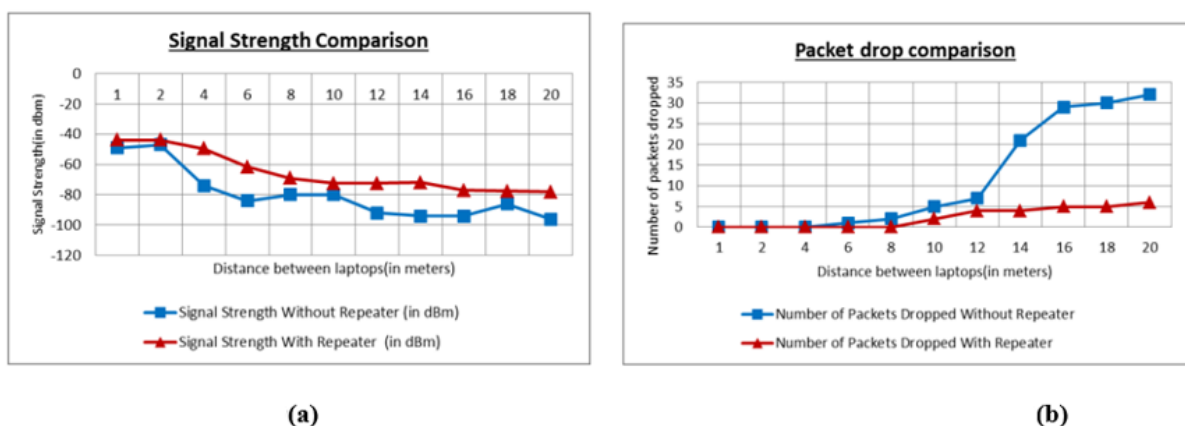 Signal Strength Comparison
0
-20
-40
-60
-80
-100
-120
1 2 4 6 8 10 12 14 16 18 20
Signal Strength(in dbm)
Distance between laptops(in meters)
Signal Strength Without Repeater (in dBm)
Signal Strength With Repeater (in dBm)
(a)
Packet drop comparison
35
30
25
20
15
10
5
0
1 2 4 6 8 10 12 14 16 18 20
Number of packets dropped
Distance between laptops(in meters)
Number of Packets Dropped Without Repeater
Number of Packets Dropped With Repeater
(b)